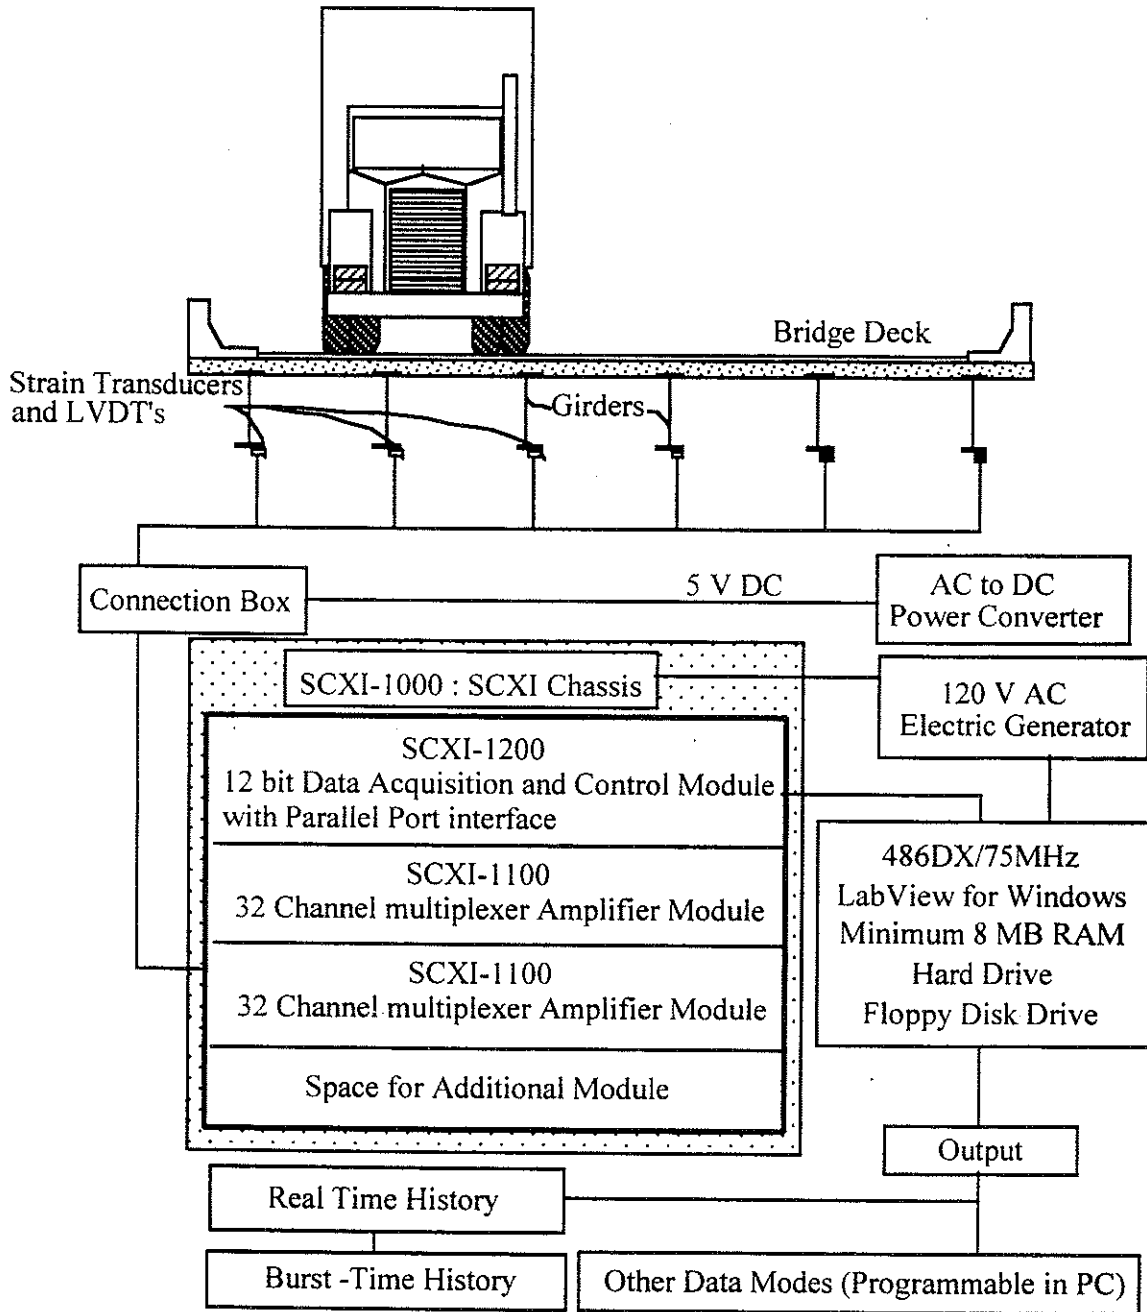 Bridge Deck
Strain Transducers
and LVDT's
Girders
5 V DC
Connection Box
AC to DC
Power Converter
SCXI-1000 : SCXI Chassis
120 V AC
Electric Generator
SCXI-1200
12 bit Data Acquisition and Control Module
with Parallel Port interface
SCXI-1100
32 Channel multiplexer Amplifier Module
SCXI-1100
32 Channel multiplexer Amplifier Module
Space for Additional Module
486DX/75MHz
LabView for Windows
Minimum 8 MB RAM
Hard Drive
Floppy Disk Drive
Output
Real Time History
Burst -Time History
Other Data Modes (Programmable in PC)